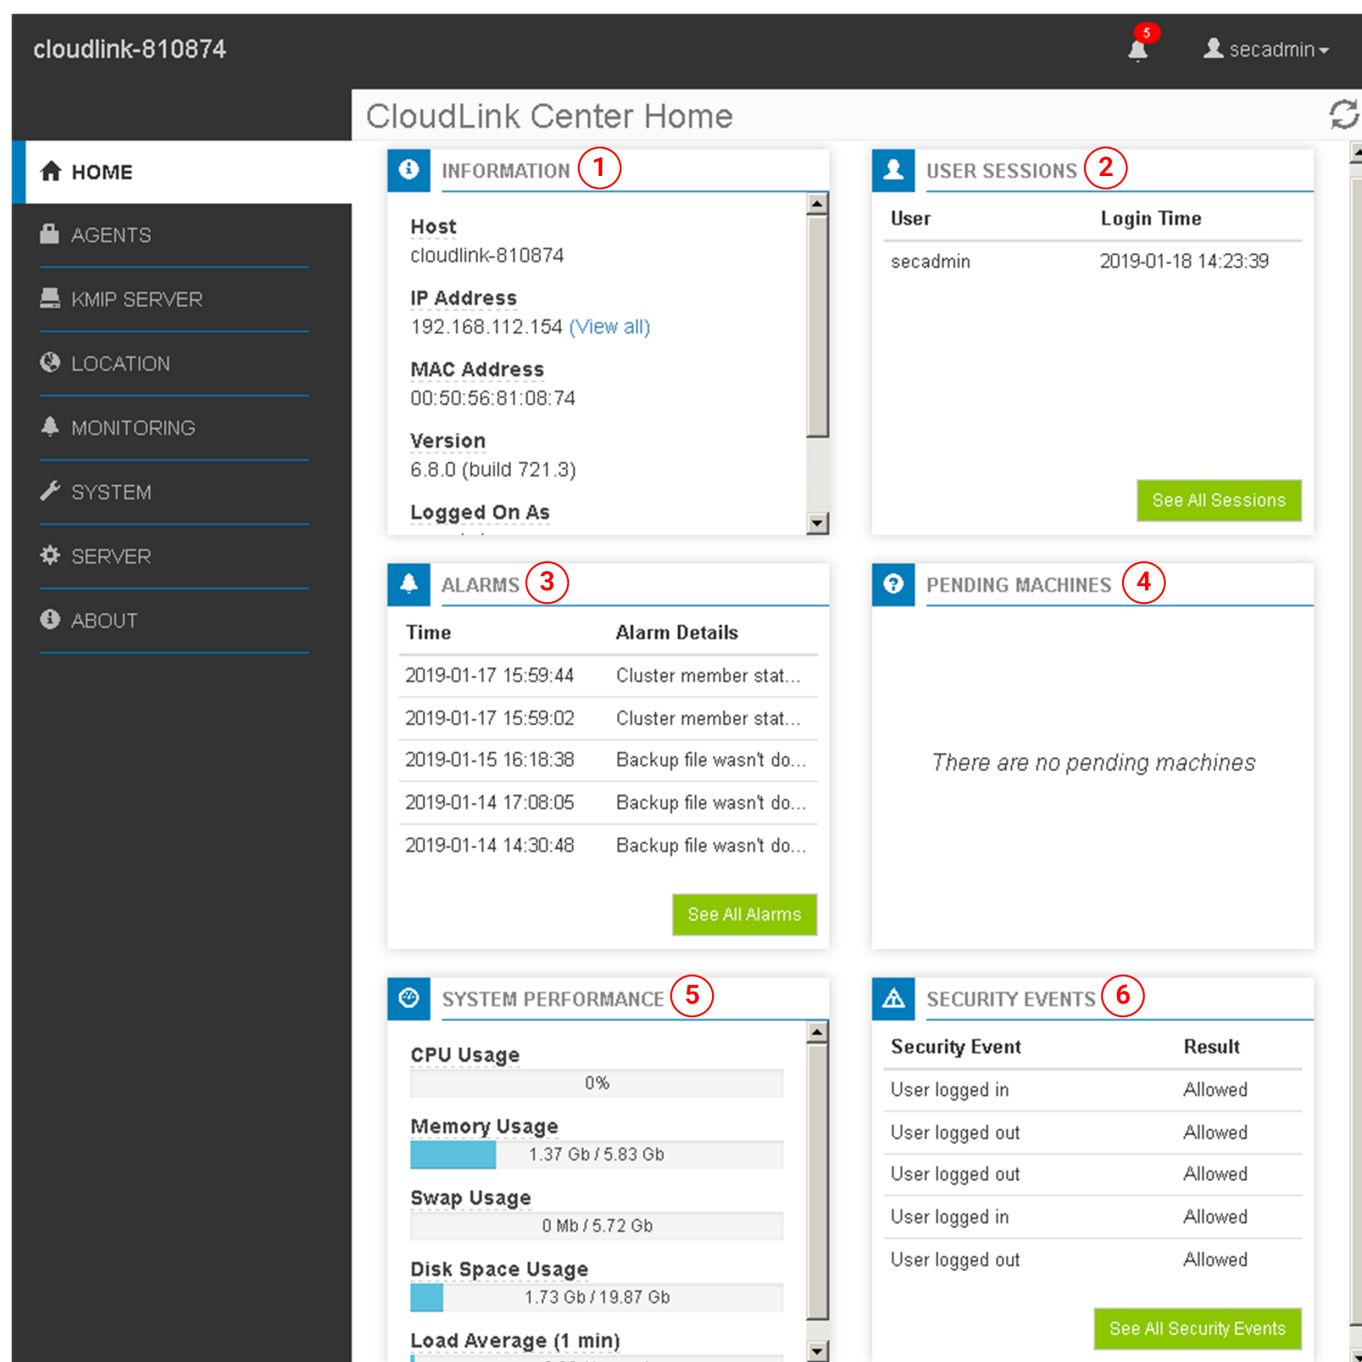 cloudlink-810874
5
secadmin
CloudLink Center Home
HOME
AGENTS
KMIP SERVER
LOCATION
MONITORING
SYSTEM
SERVER
ABOUT
INFORMATION 1
Host
cloudlink-810874
IP Address
192.168.112.154 (View all)
MAC Address
00:50:56:81:08:74
Version
6.8.0 (build 721.3)
Logged On As
USER SESSIONS 2
User Login Time
secadmin 2019-01-18 14:23:39
See All Sessions
ALARMS 3
Time Alarm Details
2019-01-17 15:59:44 Cluster member stat...
2019-01-17 15:59:02 Cluster member stat...
2019-01-15 16:18:38 Backup file wasn't do...
2019-01-14 17:08:05 Backup file wasn't do...
2019-01-14 14:30:48 Backup file wasn't do...
See All Alarms
PENDING MACHINES 4
There are no pending machines
SYSTEM PERFORMANCE 5
CPU Usage
0%
Memory Usage
1.37 Gb / 5.83 Gb
Swap Usage
0 Mb / 5.72 Gb
Disk Space Usage
1.73 Gb / 19.87 Gb
Load Average (1 min)
SECURITY EVENTS 6
Security Event Result
User logged in Allowed
User logged out Allowed
User logged out Allowed
User logged in Allowed
User logged out Allowed
See All Security Events